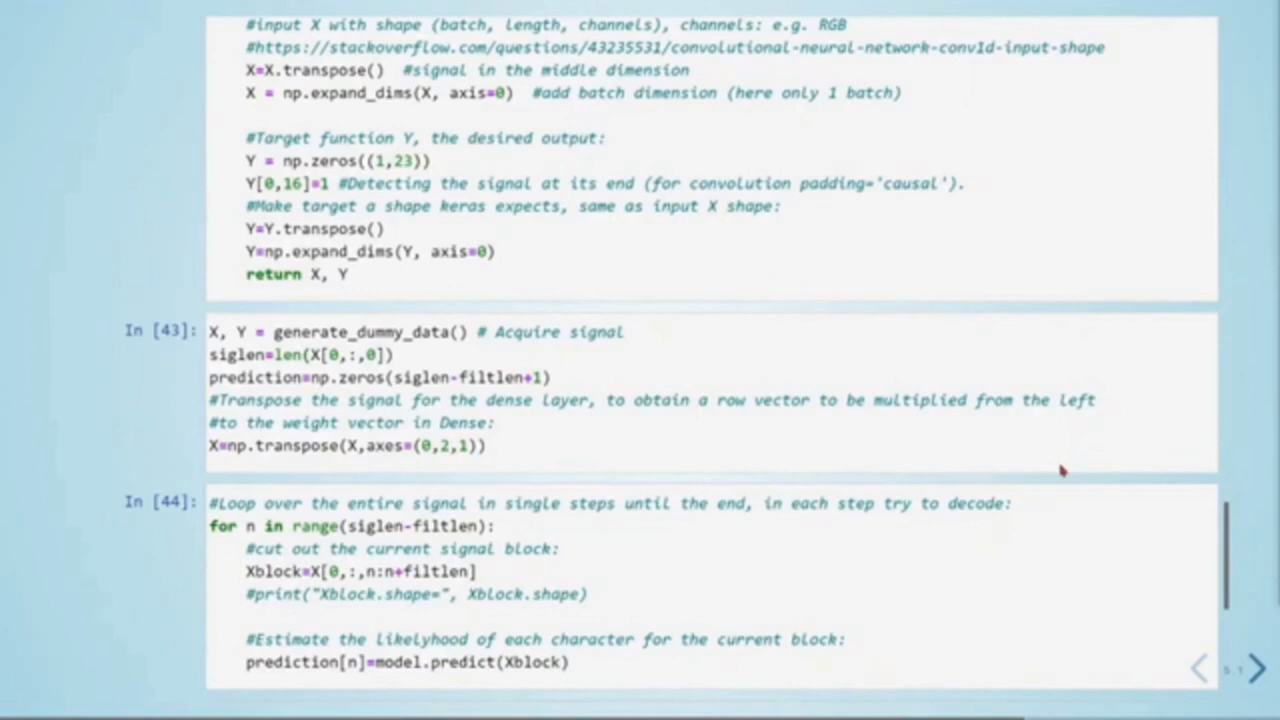 #input X with shape (batch, length, channels), channels: e.g. RGB
#https://stackoverflow.com/questions/43235531/convolutional-neural-network-conv1d-input-shape
X=X.transpose()  #signal in the middle dimension
X = np.expand_dims(X, axis=0)  #add batch dimension (here only 1 batch)
#Target function Y, the desired output:
Y = np.zeros((1,23))
Y[0,16]=1 #Detecting the signal at its end (for convolution padding='causal').
#Make target a shape keras expects, same as input X shape:
Y=Y.transpose()
Y=np.expand_dims(Y, axis=0)
return X, Y
In [43]: X, Y = generate_dummy_data() # Acquire signal
siglen=len(X[0,:,0])
prediction=np.zeros(siglen-filtlen+1)
#Transpose the signal for the dense layer, to obtain a row vector to be multiplied from the left
#to the weight vector in Dense:
X=np.transpose(X,axes=(0,2,1))
In [44]: #Loop over the entire signal in single steps until the end, in each step try to decode:
for n in range(siglen-filtlen):
#cut out the current signal block:
Xblock=X[0,:,n:n+filtlen]
#print("Xblock.shape=", Xblock.shape)
#Estimate the likelyhood of each character for the current block:
prediction[n]=model.predict(Xblock)